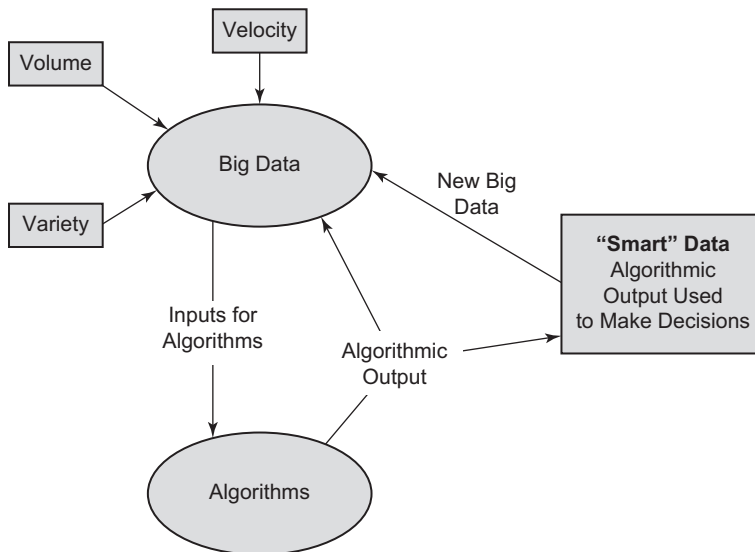 Velocity
Volume
Big Data
Variety
New Big
Data
“Smart” Data
Algorithmic
Output Used
to Make Decisions
Inputs for
Algorithms
Algorithmic
Output
Algorithms